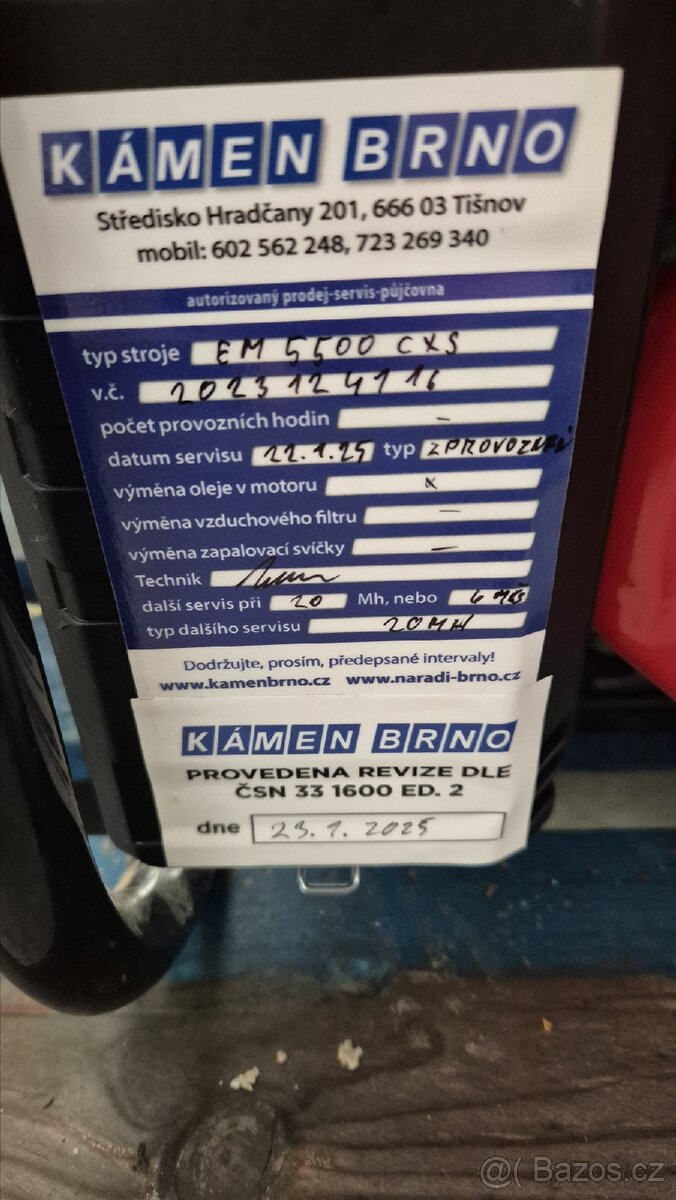 KÁMEN BRNO
Středisko Hradčany 201, 666 03 Tišnov
mobil: 602 562 248, 723 269 340
autorizovaný prodej-servis-půjčovna
typ stroje EM 5500 CXS
v.č. 2023124116
počet provozních hodin -
datum servisu 22.1.25 typ ZPROVOZNĚNÍ
výměna oleje v motoru x
výměna vzduchového filtru -
výměna zapalovací svíčky -
Technik
další servis při 20 Mh, nebo 6 MĚS
typ dalšího servisu 20MH
Dodržujte, prosím, předepsané intervaly!
www.kamenbrno.cz www.naradi-brno.cz
KÁMEN BRNO
PROVEDENA REVIZE DLE
ČSN 33 1600 ED. 2
dne 23.1.2025
@( Bazos.cz